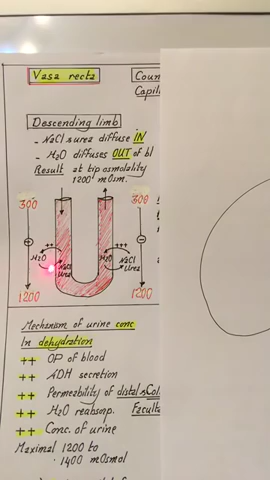 Vasa recta
Coun
Capil
Descending limb
- NaCl & urea diffuse IN
- H2O diffuses OUT of bl
Result at tip osmolality
1200 mOsm.
300
300
+++
+++
H2O
H2O
NaCl
Urea
NaCl
Urea
1200
1200
Mechanism of urine conc
In dehydration
++ OP of blood
++ ADH secretion
++ Permeability of distal & Col
++ H2O reabsorp. Faculta
++ Conc. of urine
Maximal 1200 to
1400 mOsmol